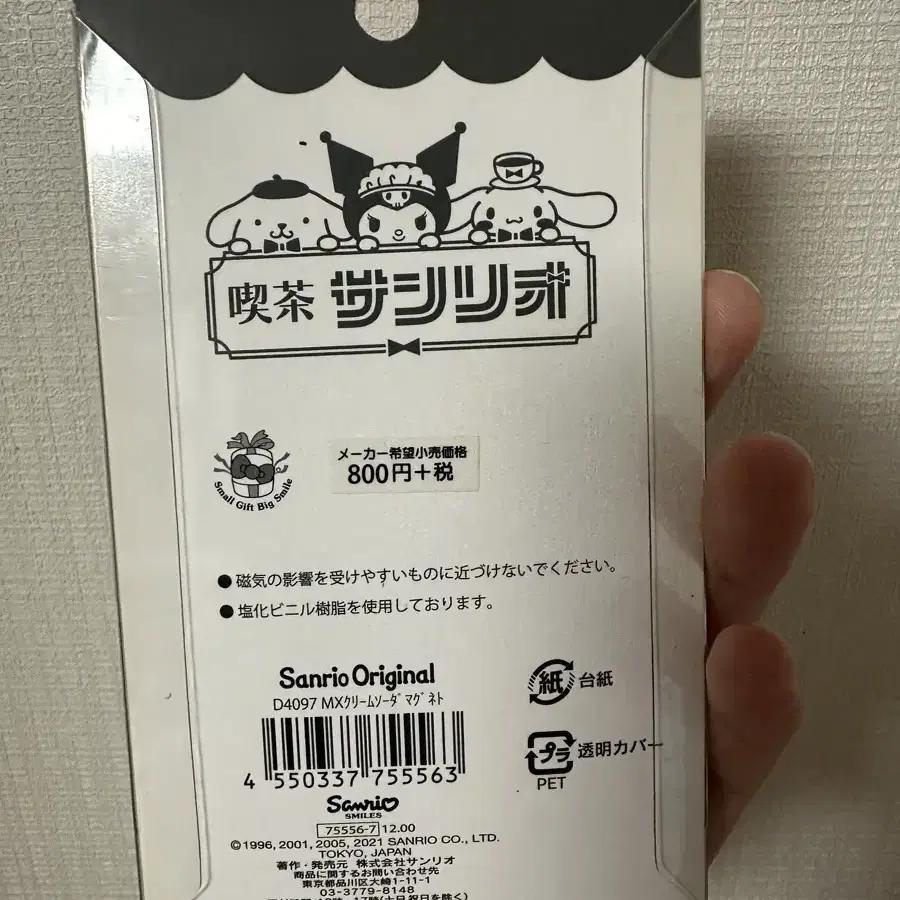 喫茶 サンリオ
Small Gift Big Smile
メーカー希望小売価格
800円+税
●磁気の影響を受けやすいものに近づけないでください。
●塩化ビニル樹脂を使用しております。
Sanrio Original
D4097 MXクリームソーダマグネト
4 550337 755563
紙 台紙
プラ 透明カバー
PET
Sanrio
SMILES
75556-7 12.00
©1996, 2001, 2005, 2021 SANRIO CO., LTD.
TOKYO, JAPAN
著作・発売元 株式会社サンリオ
商品に関するお問い合わせ先
東京都品川区大崎1-11-1
03-3779-8148